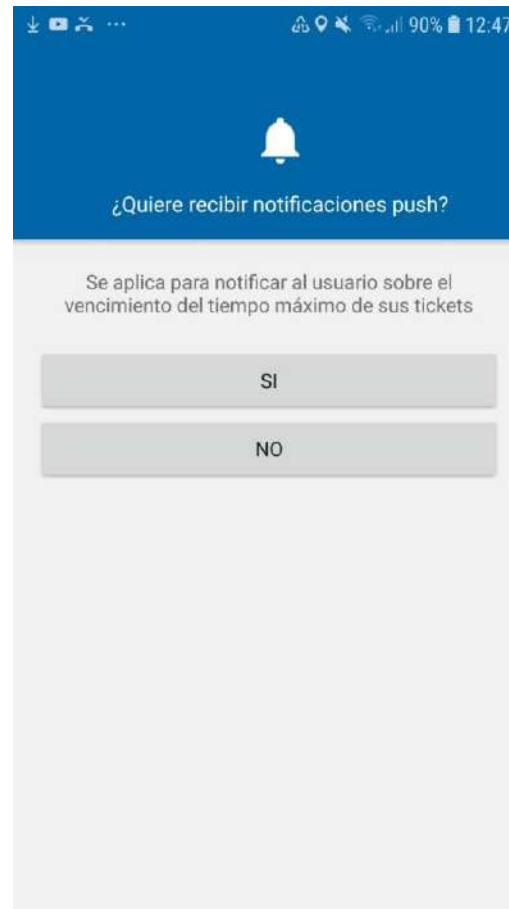 90% 12:47
¿Quiere recibir notificaciones push?
Se aplica para notificar al usuario sobre el
vencimiento del tiempo máximo de sus tickets
SI
NO